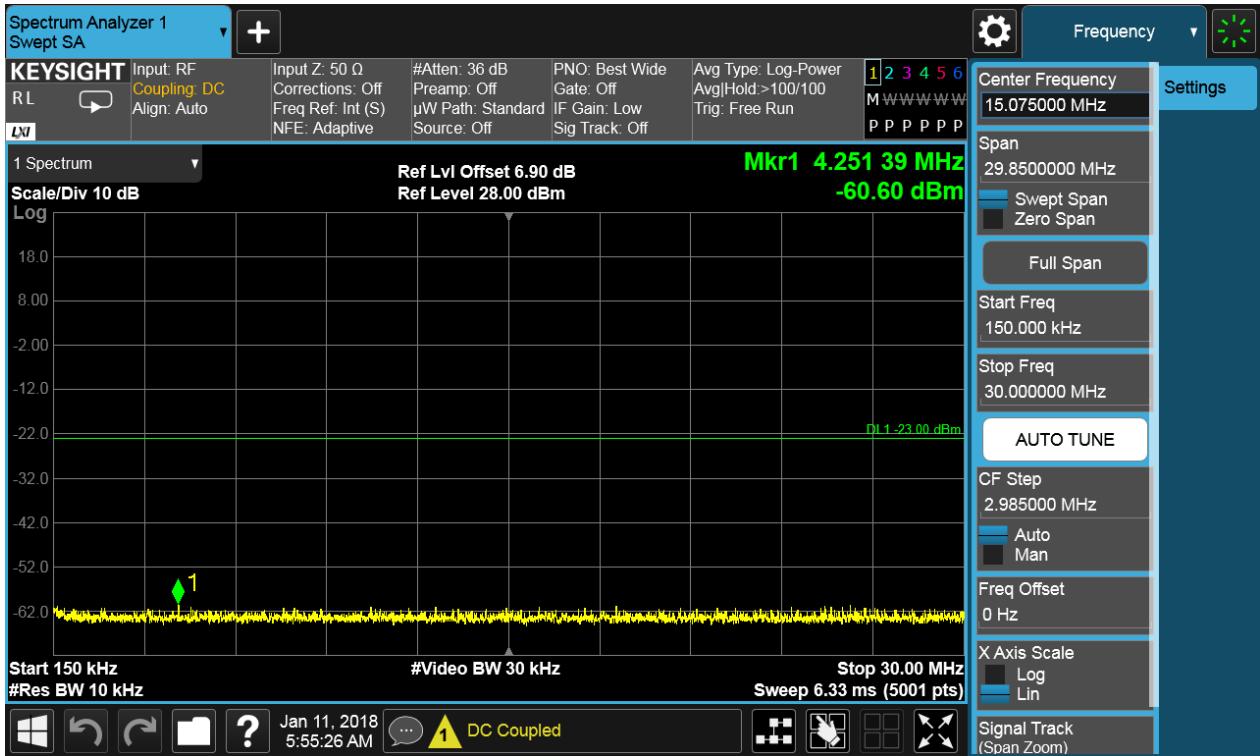 Spectrum Analyzer 1
Swept SA
Frequency
KEYSIGHT
RL
LXI
Input: RF
Coupling: DC
Align: Auto
Input Z: 50 Ω
Corrections: Off
Freq Ref: Int (S)
NFE: Adaptive
#Atten: 36 dB
Preamp: Off
µW Path: Standard
Source: Off
PNO: Best Wide
Gate: Off
IF Gain: Low
Sig Track: Off
Avg Type: Log-Power
Avg|Hold:>100/100
Trig: Free Run
1 2 3 4 5 6
M W W W W W
P P P P P P
1 Spectrum
Scale/Div 10 dB
Log
Ref Lvl Offset 6.90 dB
Ref Level 28.00 dBm
Mkr1 4.251 39 MHz
-60.60 dBm
18.0
8.00
-2.00
-12.0
-22.0
DL1 -23.00 dBm
-32.0
-42.0
-52.0
1
-62.0
Start 150 kHz
#Video BW 30 kHz
Stop 30.00 MHz
#Res BW 10 kHz
Sweep 6.33 ms (5001 pts)
?
Jan 11, 2018
5:55:26 AM
1
DC Coupled
Center Frequency
15.075000 MHz
Settings
Span
29.8500000 MHz
Swept Span
Zero Span
Full Span
Start Freq
150.000 kHz
Stop Freq
30.000000 MHz
AUTO TUNE
CF Step
2.985000 MHz
Auto
Man
Freq Offset
0 Hz
X Axis Scale
Log
Lin
Signal Track
(Span Zoom)